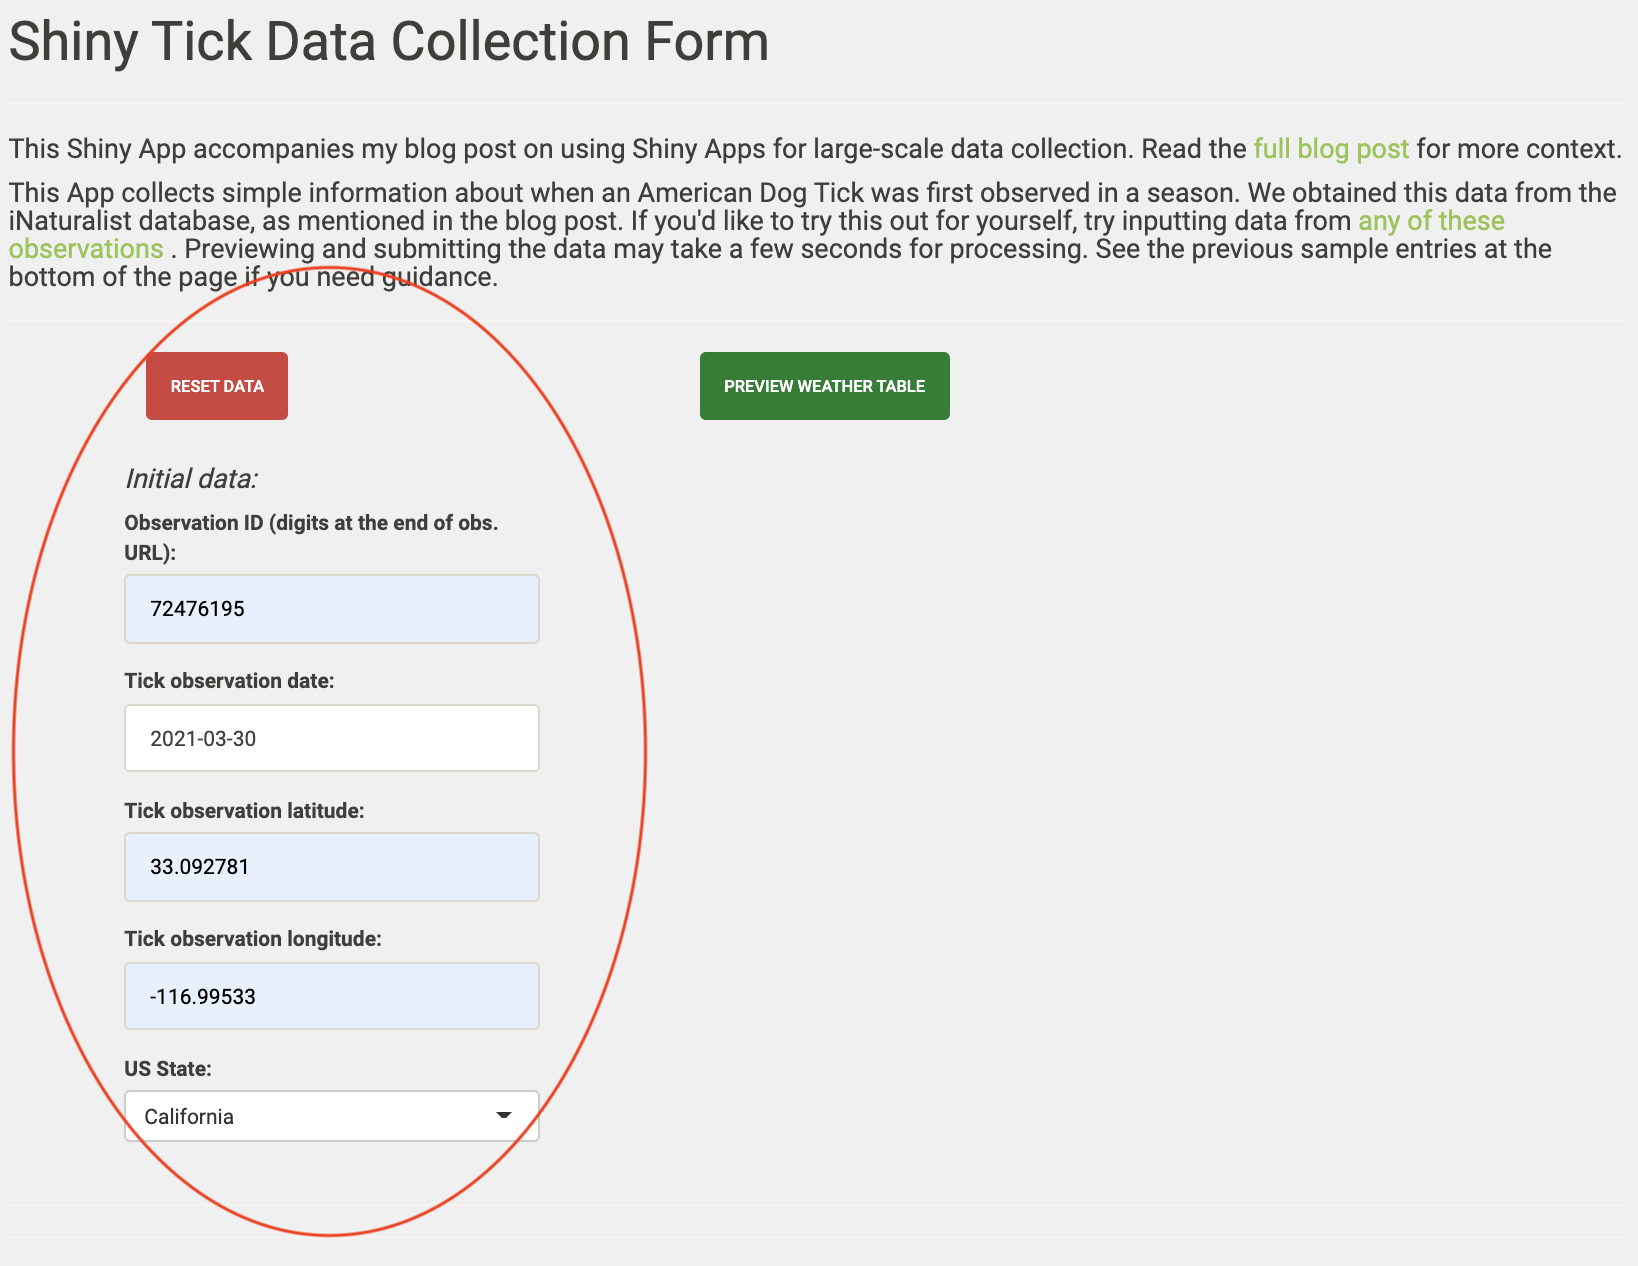 Shiny Tick Data Collection Form
This Shiny App accompanies my blog post on using Shiny Apps for large-scale data collection. Read the full blog post for more context.
This App collects simple information about when an American Dog Tick was first observed in a season. We obtained this data from the
iNaturalist database, as mentioned in the blog post. If you'd like to try this out for yourself, try inputting data from any of these
observations . Previewing and submitting the data may take a few seconds for processing. See the previous sample entries at the
bottom of the page if you need guidance.
RESET DATA
PREVIEW WEATHER TABLE
Initial data:
Observation ID (digits at the end of obs.
URL):
72476195
Tick observation date:
2021-03-30
Tick observation latitude:
33.092781
Tick observation longitude:
-116.99533
US State:
California